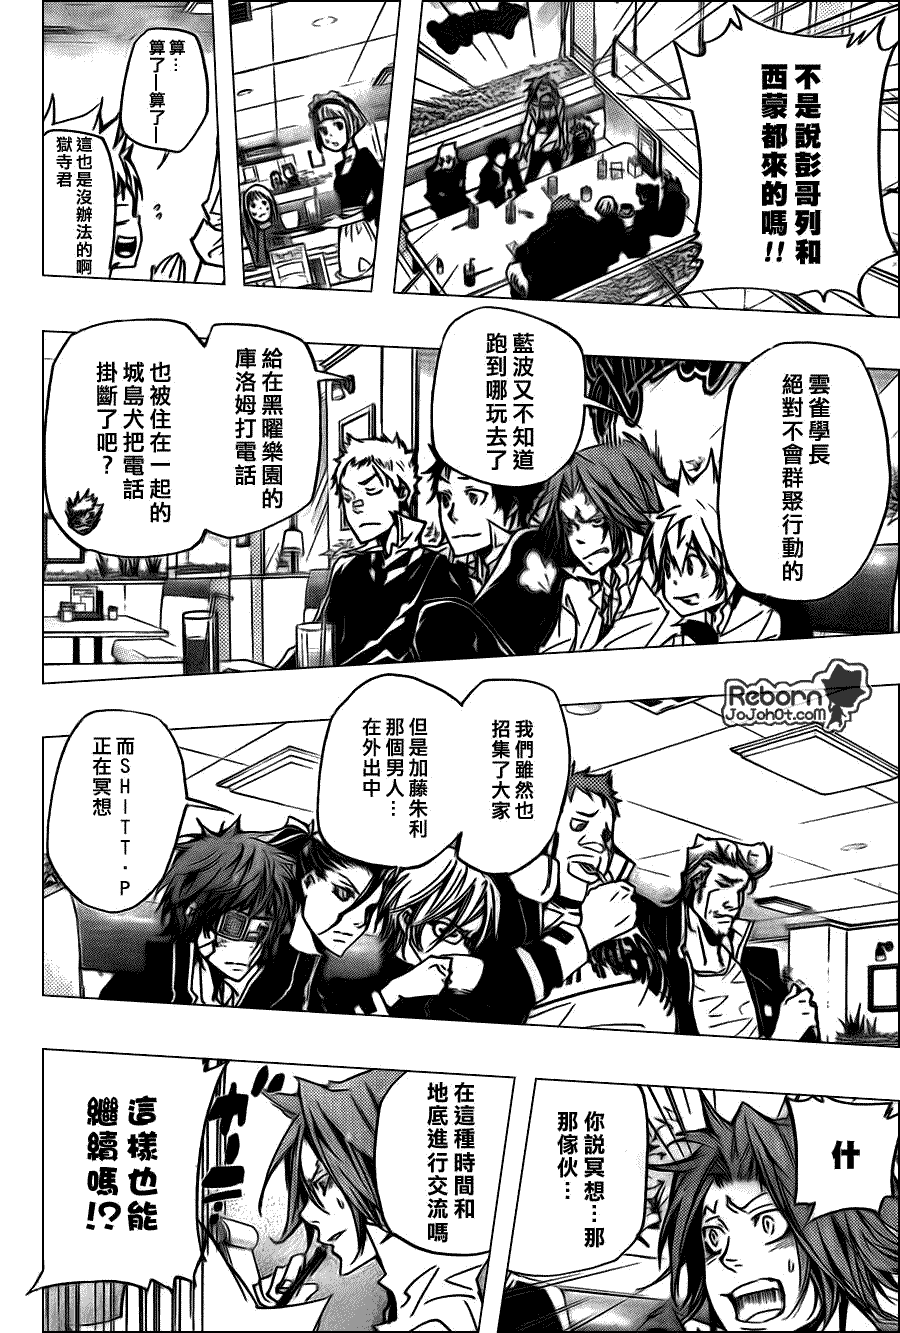 不是說彭哥列和
西蒙都來的嗎!!
算…
算了—算了—
這也是沒辦法的啊
獄寺君
雲雀學長
絕對不會群聚行動的
藍波又不知道
跑到哪玩去了
給在黑曜樂園的
庫洛姆打電話
也被住在一起的
城島犬把電話
掛斷了吧？
Reborn
JoJohot.com
我們雖然也
招集了大家
但是加藤朱利
那個男人…
在外出中
而SHITT·P
正在冥想
什
你說冥想…那
那傢伙…
在這種時間和
地底進行交流嗎
這樣也能
繼續嗎!?